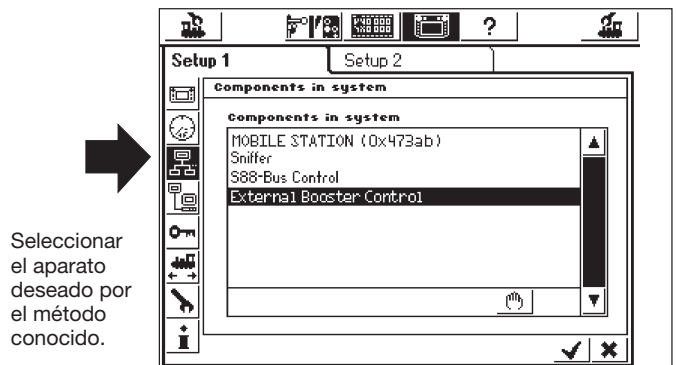 ?
Setup 1
Setup 2
Components in system
Components in system
MOBILE STATION (0x473ab)
Sniffer
S88-Bus Control
External Booster Control
Seleccionar
el aparato
deseado por
el método
conocido.